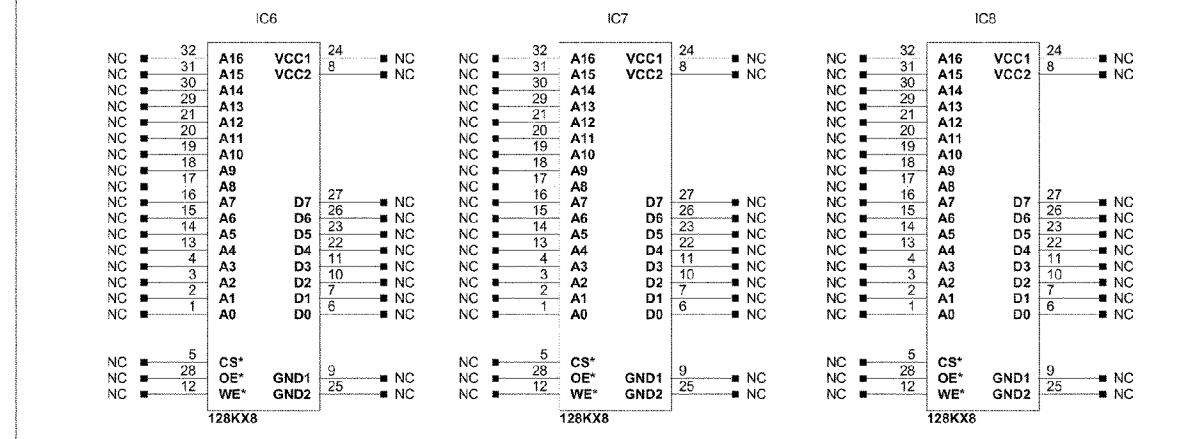 IC6 IC7 IC8
NC 32 A16 VCC1 24 NC NC 32 A16 VCC1 24 NC NC 32 A16 VCC1 24 NC
NC 31 A15 VCC2 8 NC NC 31 A15 VCC2 8 NC NC 31 A15 VCC2 8 NC
NC 30 A14 NC 30 A14 NC 30 A14
NC 29 A13 NC 29 A13 NC 29 A13
NC 21 A12 NC 21 A12 NC 21 A12
NC 20 A11 NC 20 A11 NC 20 A11
NC 19 A10 NC 19 A10 NC 19 A10
NC 18 A9 NC 18 A9 NC 18 A9
NC 17 A8 NC 17 A8 NC 17 A8
NC 16 A7 D7 27 NC NC 16 A7 D7 27 NC NC 16 A7 D7 27 NC
NC 15 A6 D6 26 NC NC 15 A6 D6 26 NC NC 15 A6 D6 26 NC
NC 14 A5 D5 23 NC NC 14 A5 D5 23 NC NC 14 A5 D5 23 NC
NC 13 A4 D4 22 NC NC 13 A4 D4 22 NC NC 13 A4 D4 22 NC
NC 4 A3 D3 11 NC NC 4 A3 D3 11 NC NC 4 A3 D3 11 NC
NC 3 A2 D2 10 NC NC 3 A2 D2 10 NC NC 3 A2 D2 10 NC
NC 2 A1 D1 7 NC NC 2 A1 D1 7 NC NC 2 A1 D1 7 NC
NC 1 A0 D0 6 NC NC 1 A0 D0 6 NC NC 1 A0 D0 6 NC
NC 5 CS* NC 5 CS* NC 5 CS*
NC 28 OE* GND1 9 NC NC 28 OE* GND1 9 NC NC 28 OE* GND1 9 NC
NC 12 WE* GND2 25 NC NC 12 WE* GND2 25 NC NC 12 WE* GND2 25 NC
128KX8 128KX8 128KX8